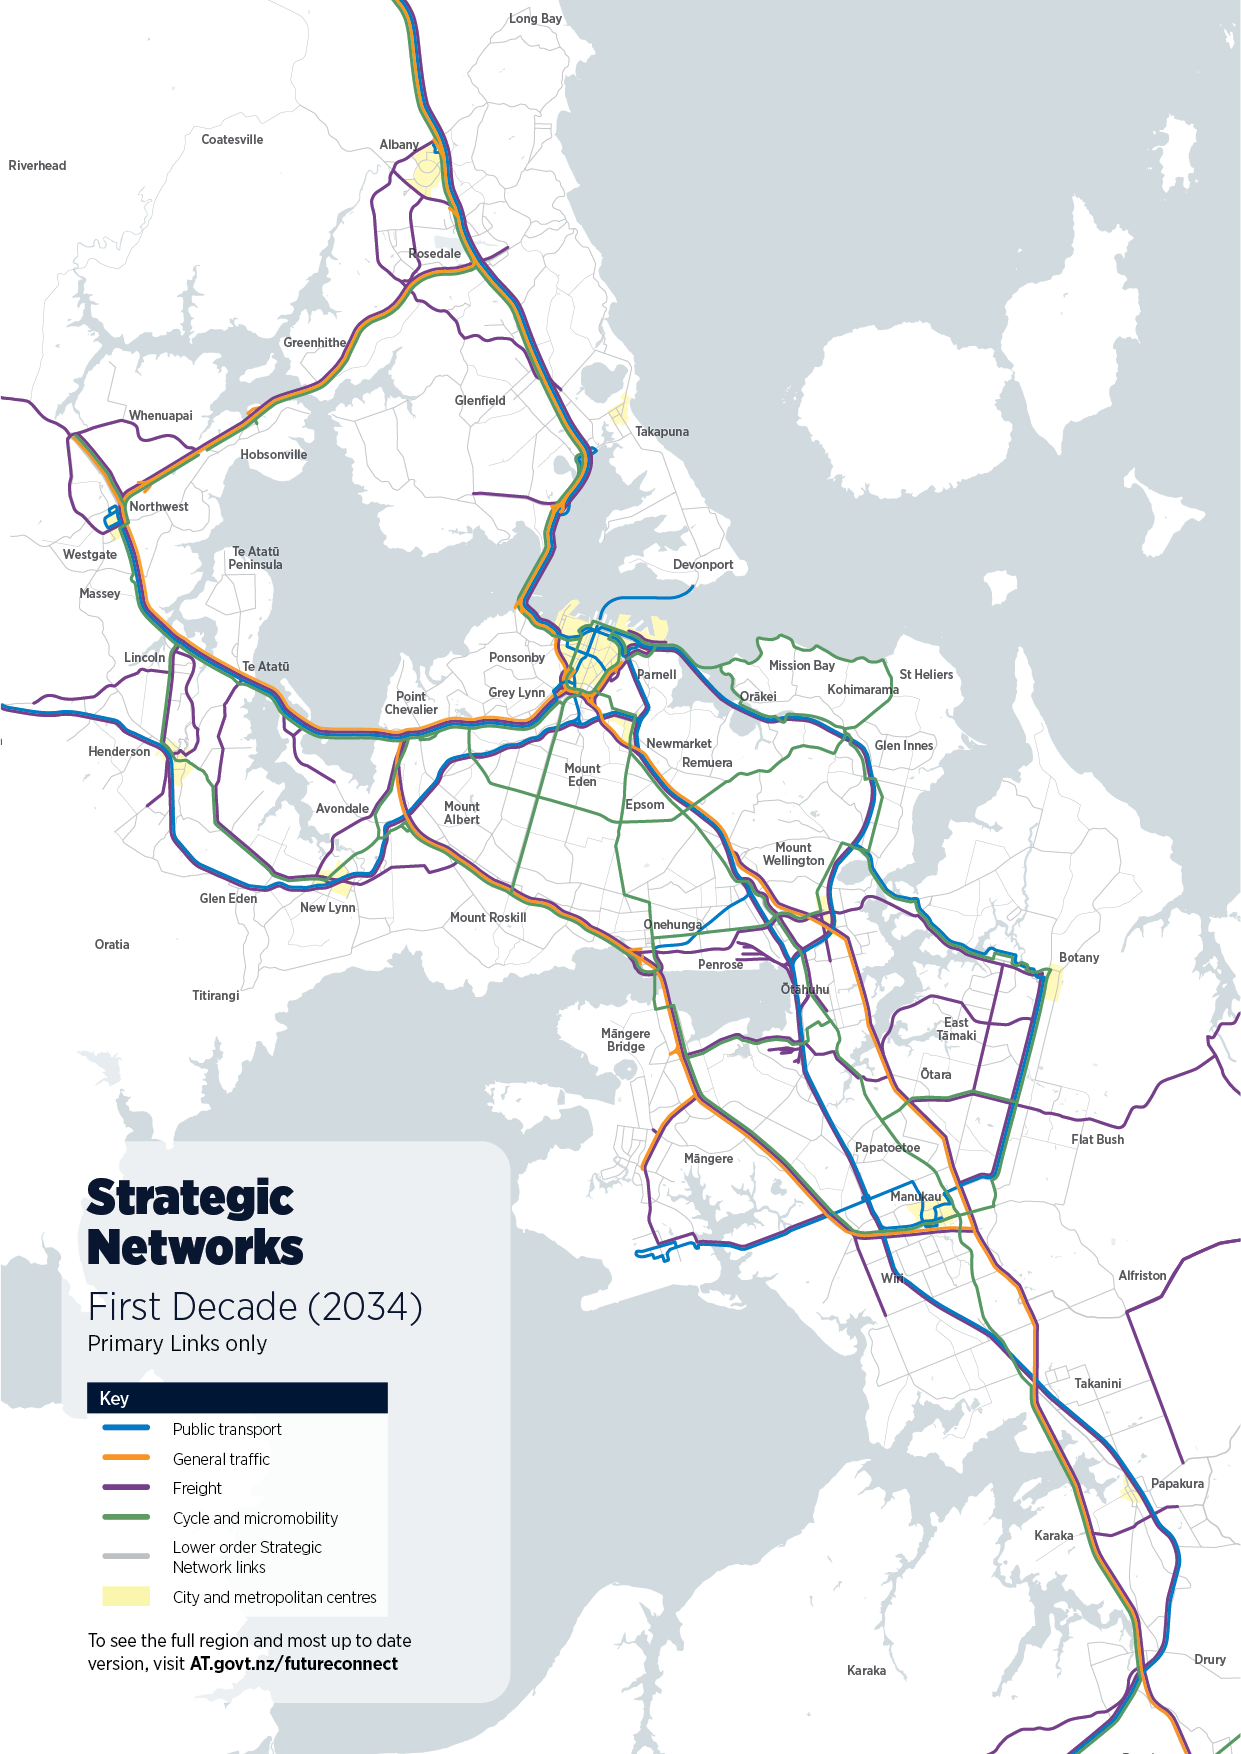 Long Bay
Coatesville
Albany
Riverhead
Rosedale
Greenhithe
Glenfield
Whenuapai
Takapuna
Hobsonville
Northwest
Westgate
Te Atatū
Peninsula
Devonport
Massey
Lincoln
Te Atatū
Ponsonby
Mission Bay
Parnell
St Heliers
Grey Lynn
Kohimarama
Orākei
Point
Chevalier
Henderson
Newmarket
Glen Innes
Remuera
Mount
Eden
Avondale
Mount
Albert
Epsom
Mount
Wellington
Glen Eden
New Lynn
Mount Roskill
Onehunga
Oratia
Penrose
Botany
Titirangi
Ōtāhuhu
Māngere
Bridge
East
Tāmaki
Ōtara
Flat Bush
Papatoetoe
Māngere
Manukau
Strategic
Networks
Wiri
Alfriston
First Decade (2034)
Primary Links only
Takanini
Key
Public transport
General traffic
Freight
Cycle and micromobility
Lower order Strategic
Network links
City and metropolitan centres
Papakura
Karaka
To see the full region and most up to date
version, visit AT.govt.nz/futureconnect
Karaka
Drury